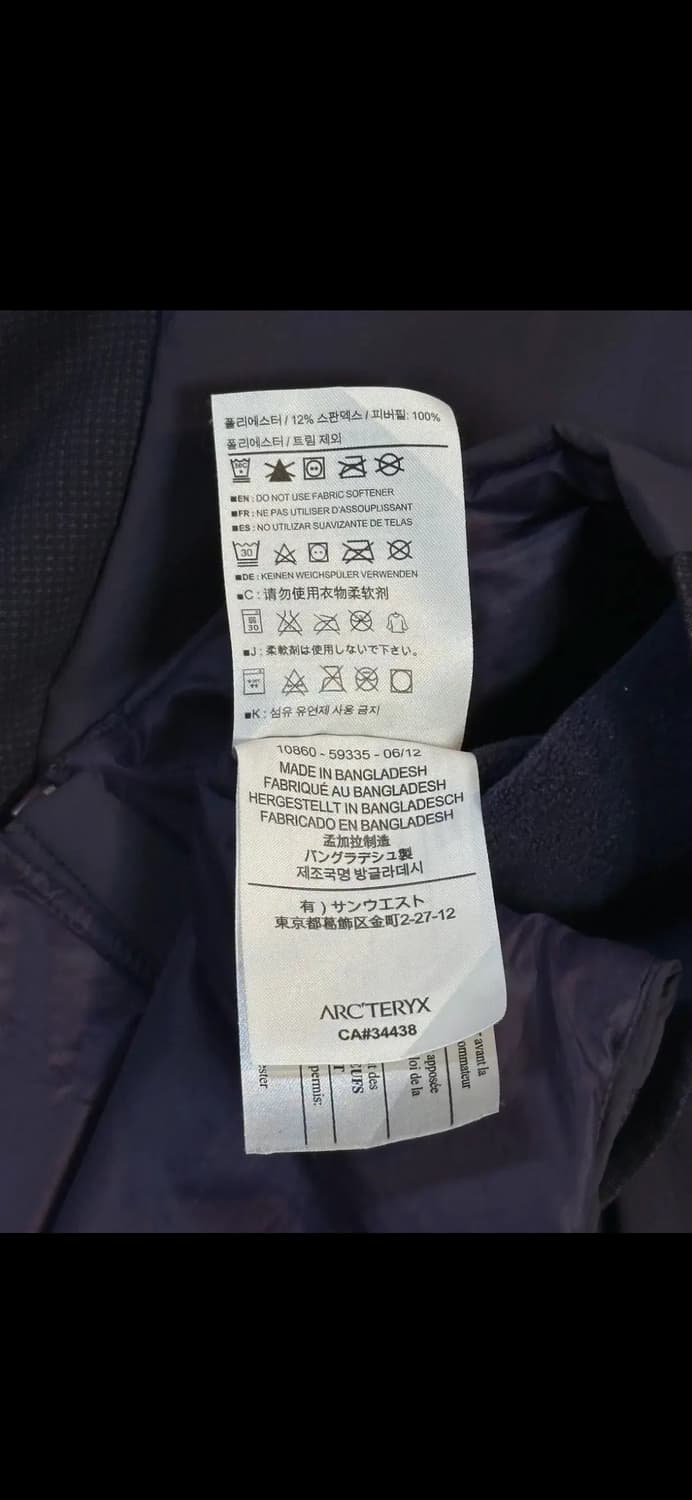 폴리에스터 / 12% 스판덱스 / 피버필: 100%
폴리에스터 / 트림 제외
■EN : DO NOT USE FABRIC SOFTENER
■FR : NE PAS UTILISER D'ASSOUPLISSANT
■ES : NO UTILIZAR SUAVIZANTE DE TELAS
30
■DE : KEINEN WEICHSPÜLER VERWENDEN
■C : 请勿使用衣物柔软剂
弱
30
■J : 柔軟剤は使用しないで下さい。
■K : 섬유 유연제 사용 금지
10860 - 59335 - 06/12
MADE IN BANGLADESH
FABRIQUÉ AU BANGLADESH
HERGESTELLT IN BANGLADESCH
FABRICADO EN BANGLADESH
孟加拉制造
バングラデシュ製
제조국명 방글라데시
有 ) サンウエスト
東京都葛飾区金町2-27-12
ARC'TERYX
CA#34438
ester
permis:
T
EUFS
t des
loi de la
apposée
ommateur
avant la